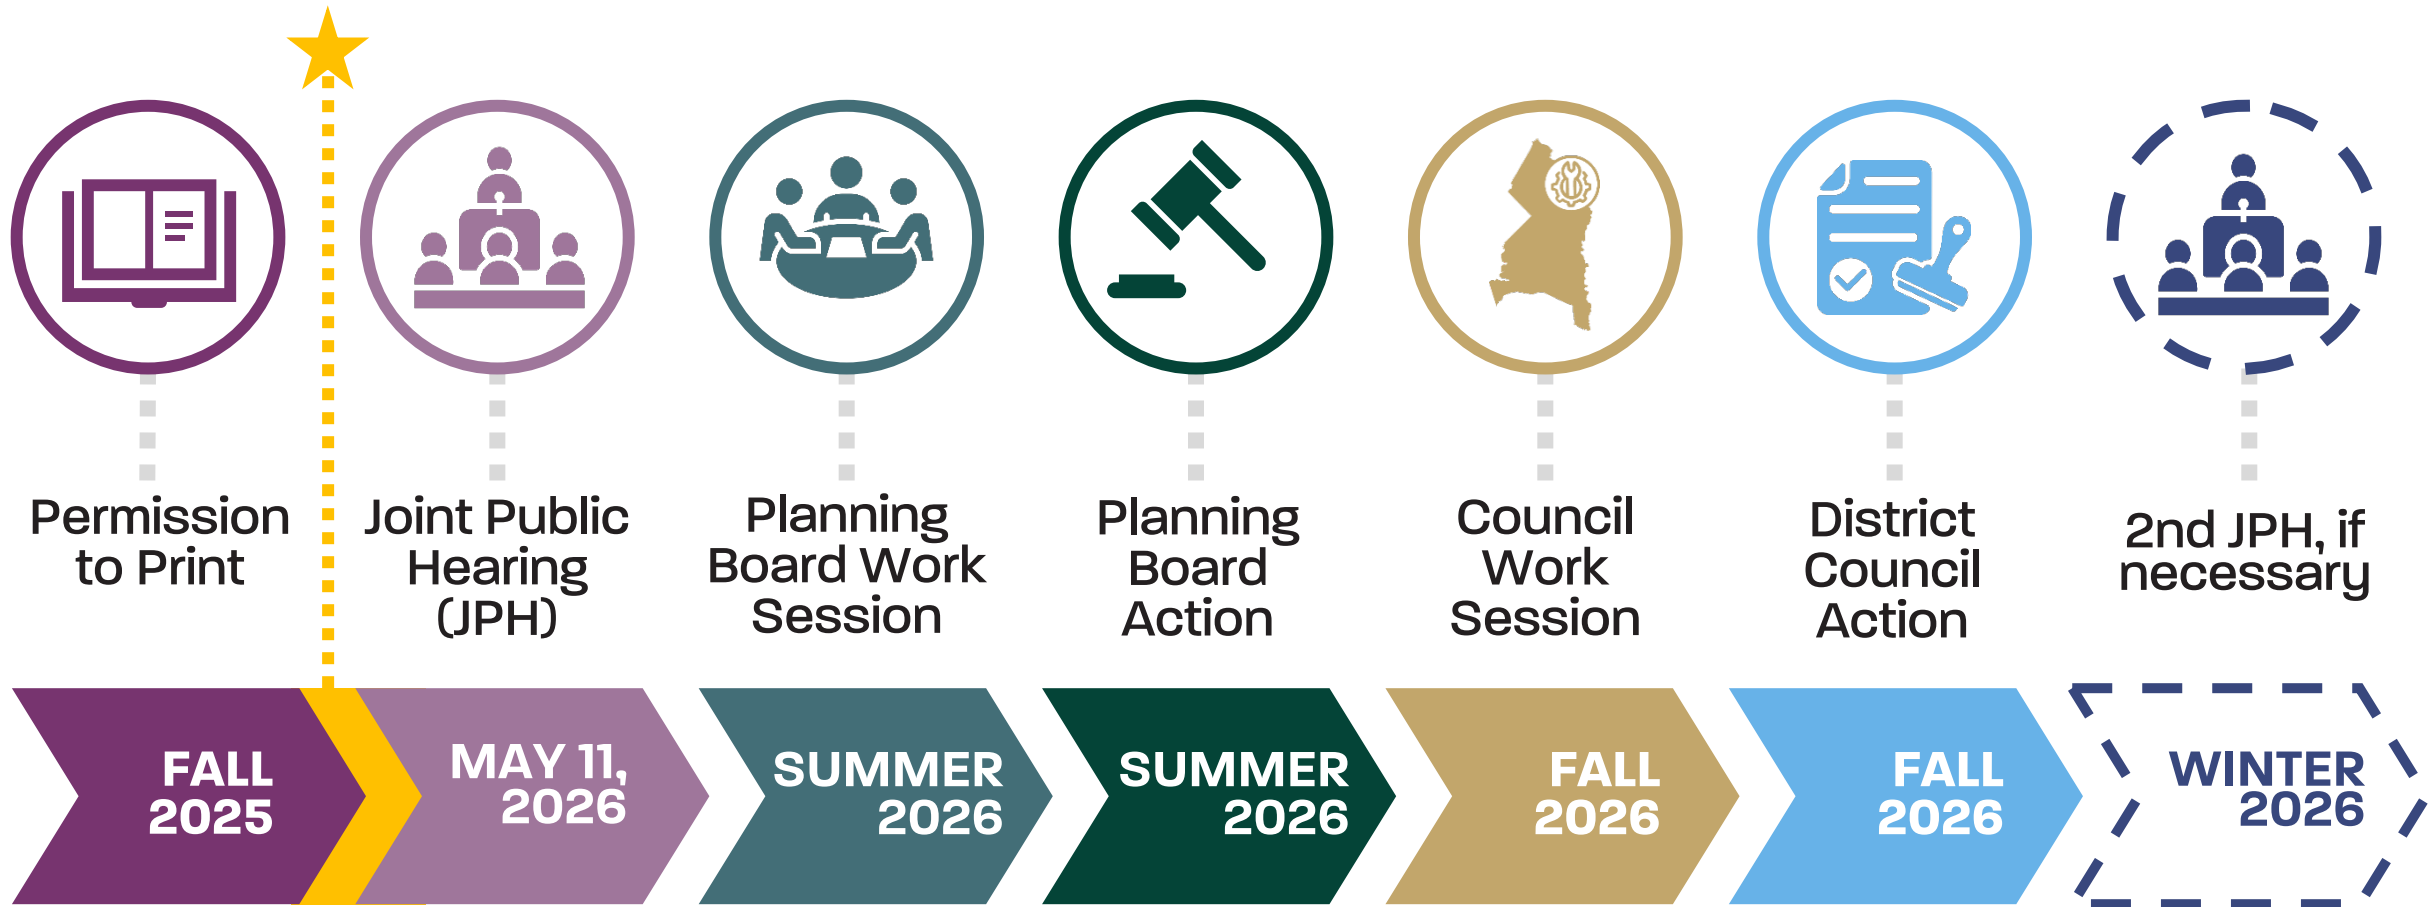 Permission
to Print
Joint Public
Hearing
(JPH)
Planning
Board Work
Session
Planning
Board
Action
Council
Work
Session
District
Council
Action
2nd JPH, if
necessary
FALL
2025
MAY 11,
2026
SUMMER
2026
SUMMER
2026
FALL
2026
FALL
2026
WINTER
2026